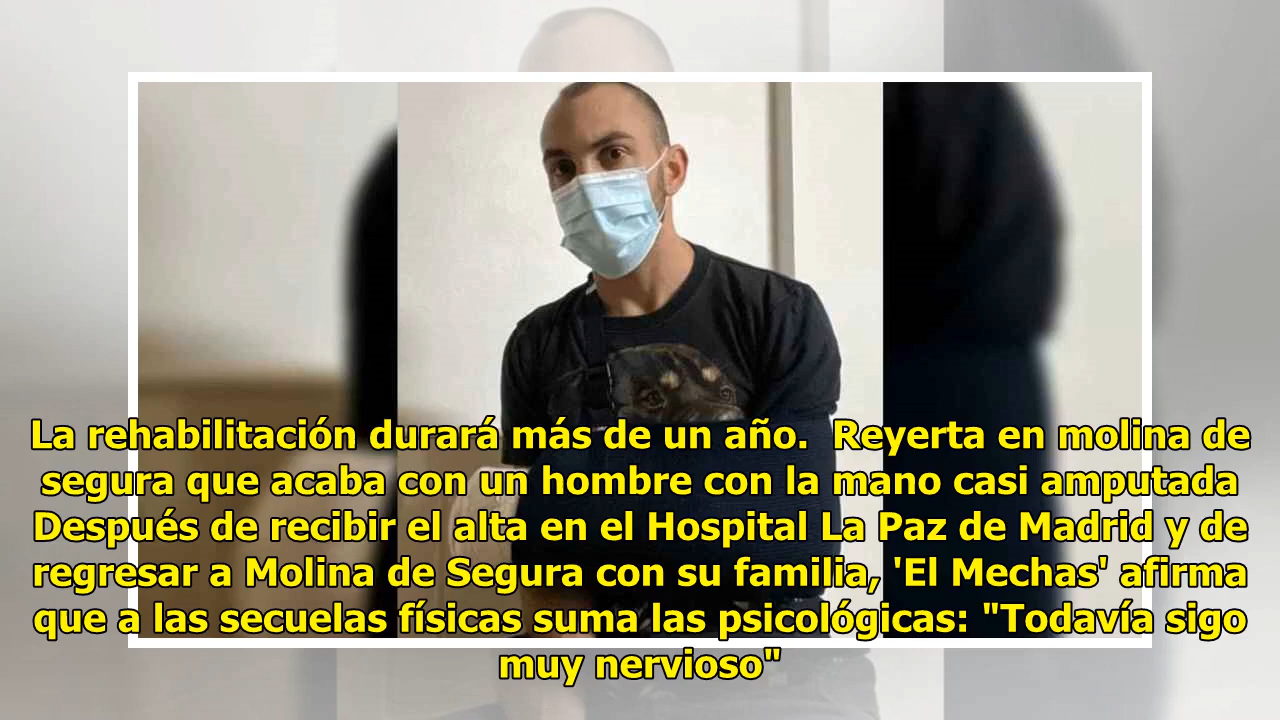 La rehabilitación durará más de un año.  Reyerta en molina de
segura que acaba con un hombre con la mano casi amputada
Después de recibir el alta en el Hospital La Paz de Madrid y de
regresar a Molina de Segura con su familia, 'El Mechas' afirma
que a las secuelas físicas suma las psicológicas: "Todavía sigo
muy nervioso"